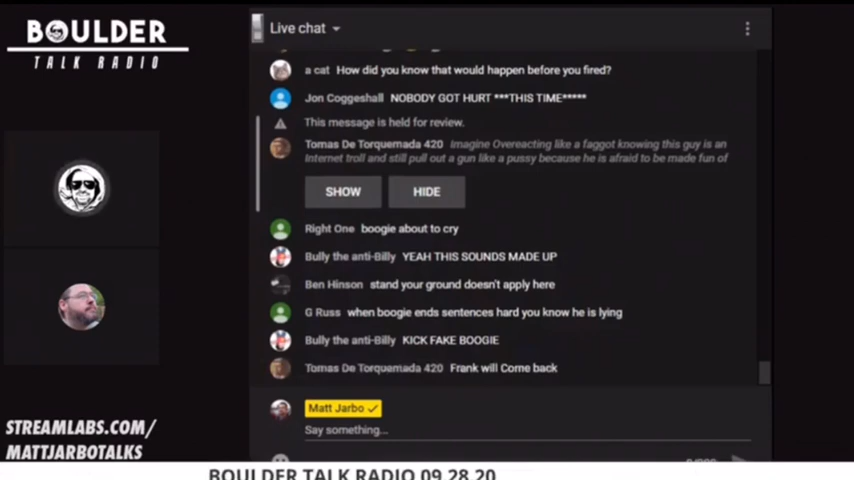 BOULDER
TALK RADIO
Live chat
a cat How did you know that would happen before you fired?
Jon Coggeshall NOBODY GOT HURT ***THIS TIME*****
This message is held for review.
Tomas De Torquemada 420 Imagine Overeacting like a faggot knowing this guy is an
Internet troll and still pull out a gun like a pussy because he is afraid to be made fun of
SHOW HIDE
Right One boogie about to cry
Bully the anti-Billy YEAH THIS SOUNDS MADE UP
Ben Hinson stand your ground doesn't apply here
G Russ when boogie ends sentences hard you know he is lying
Bully the anti-Billy KICK FAKE BOOGIE
Tomas De Torquemada 420 Frank will Come back
Matt Jarbo
Say something...
STREAMLABS.COM/
MATTJARBOTALKS
BOULDER TALK RADIO 09.28.20